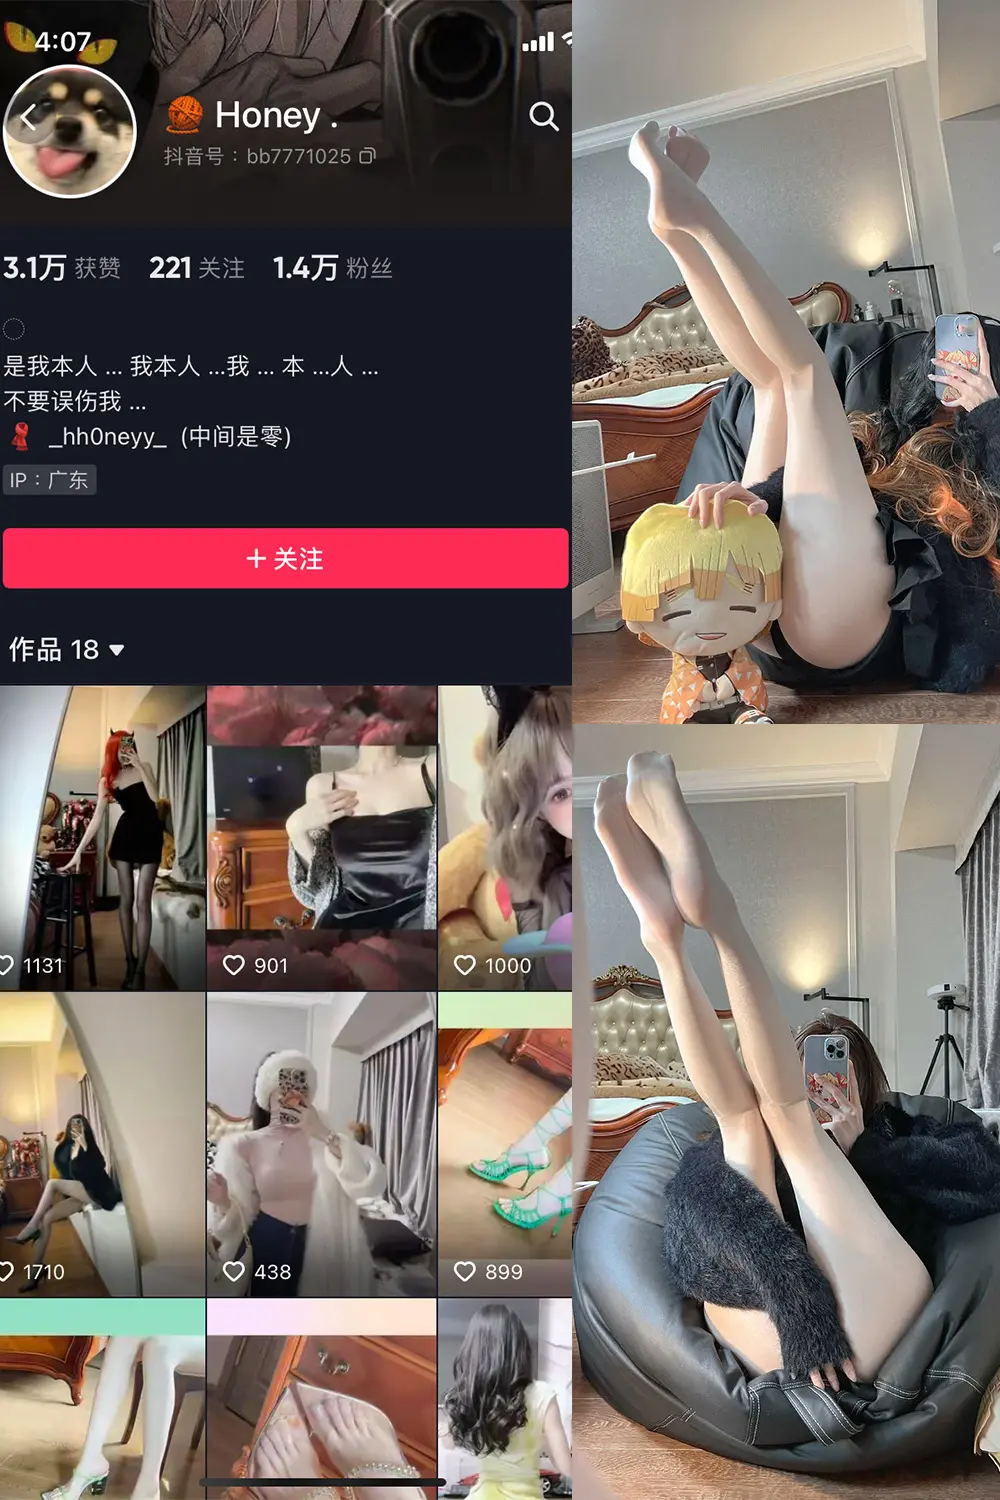 4:07
Honey .
抖音号：bb7771025
3.1万 获赞 221 关注 1.4万 粉丝
是我本人 ... 我本人 ...我 ... 本 ...人 ...
不要误伤我 ...
_hh0neyy_ (中间是零)
IP：广东
+ 关注
作品 18
1131
901
1000
1710
438
899